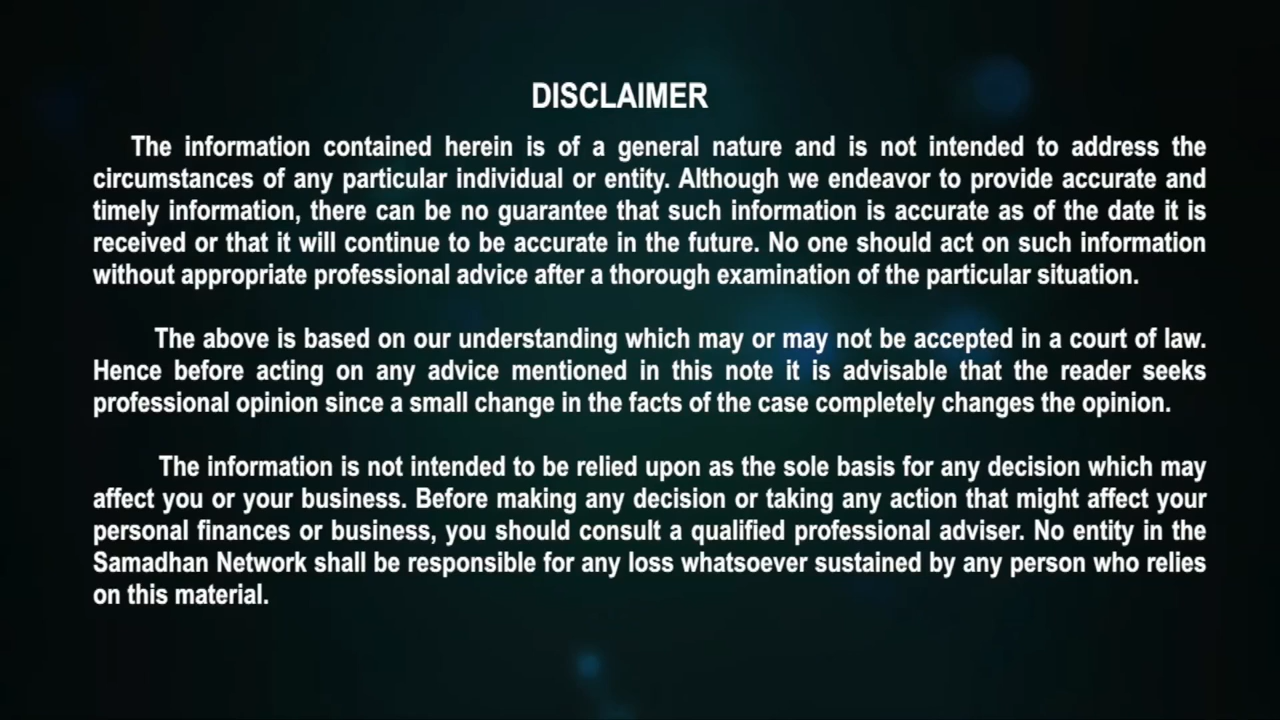 DISCLAIMER
The information contained herein is of a general nature and is not intended to address the
circumstances of any particular individual or entity. Although we endeavor to provide accurate and
timely information, there can be no guarantee that such information is accurate as of the date it is
received or that it will continue to be accurate in the future. No one should act on such information
without appropriate professional advice after a thorough examination of the particular situation.
The above is based on our understanding which may or may not be accepted in a court of law.
Hence before acting on any advice mentioned in this note it is advisable that the reader seeks
professional opinion since a small change in the facts of the case completely changes the opinion.
The information is not intended to be relied upon as the sole basis for any decision which may
affect you or your business. Before making any decision or taking any action that might affect your
personal finances or business, you should consult a qualified professional adviser. No entity in the
Samadhan Network shall be responsible for any loss whatsoever sustained by any person who relies
on this material.